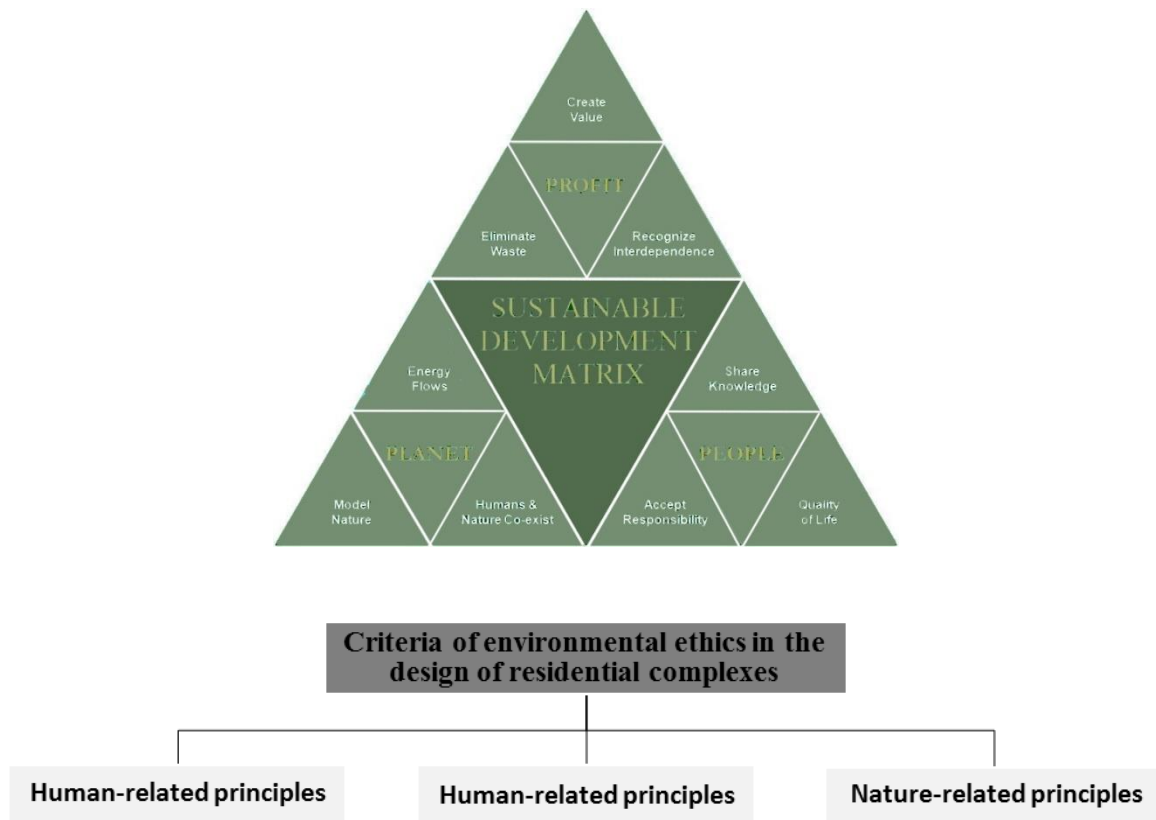 Create
Value
PROFIT
Eliminate
Waste
Recognize
Interdependence
SUSTAINABLE
DEVELOPMENT
MATRIX
Energy
Flows
Share
Knowledge
PLANET
PEOPLE
Model
Nature
Humans &
Nature Co-exist
Accept
Responsibility
Quality
of Life
Criteria of environmental ethics in the
design of residential complexes
Human-related principles
Human-related principles
Nature-related principles